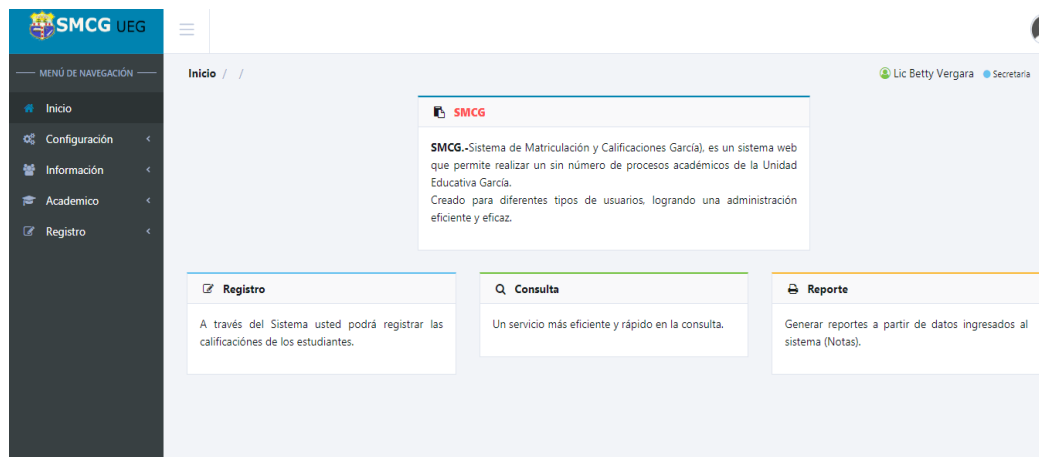 SMCG UEG
MENÚ DE NAVEGACIÓN
Inicio
Configuración
Información
Academico
Registro
Inicio / /
Lic Betty Vergara Secretaria
SMCG
SMCG.-Sistema de Matriculación y Calificaciones García), es un sistema web
que permite realizar un sin número de procesos académicos de la Unidad
Educativa García.
Creado para diferentes tipos de usuarios, logrando una administración
eficiente y eficaz.
Registro
A través del Sistema usted podrá registrar las
calificaciónes de los estudiantes.
Consulta
Un servicio más eficiente y rápido en la consulta.
Reporte
Generar reportes a partir de datos ingresados al
sistema (Notas).